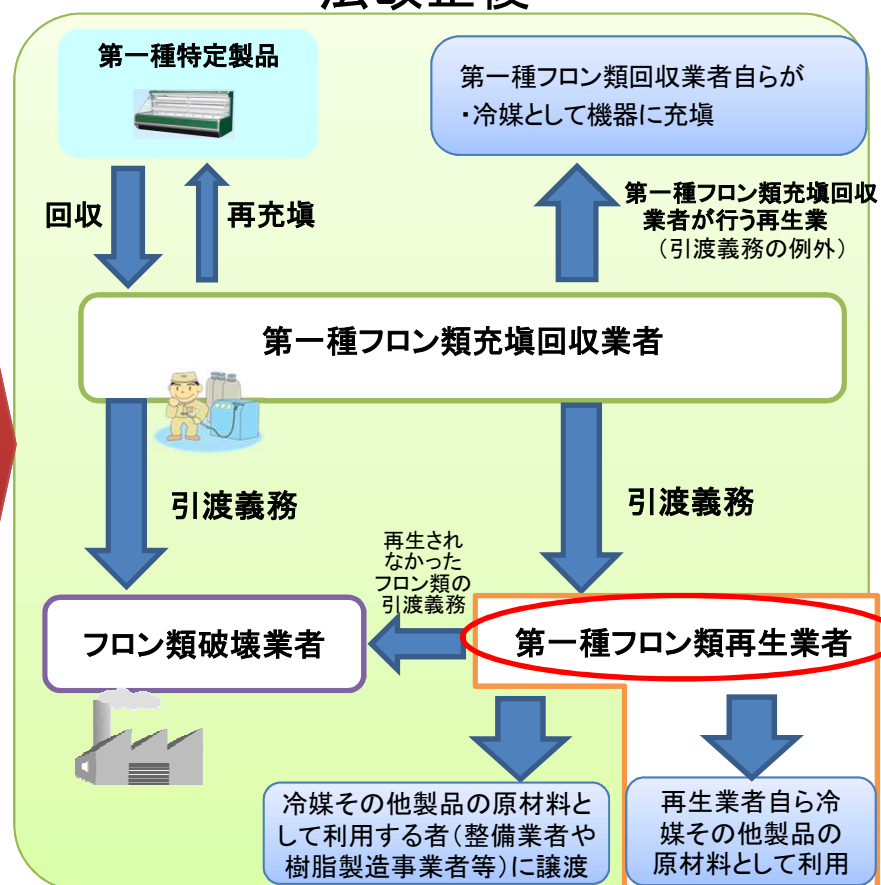 法改正後
第一種特定製品
第一種フロン類回収業者自らが
・冷媒として機器に充塡
回収
再充塡
第一種フロン類充塡回収
業者が行う再生業
（引渡義務の例外）
第一種フロン類充塡回収業者
引渡義務
引渡義務
再生され
なかった
フロン類の
引渡義務
フロン類破壊業者
第一種フロン類再生業者
冷媒その他製品の原材料と
して利用する者（整備業者や
樹脂製造事業者等）に譲渡
再生業者自ら冷
媒その他製品の
原材料として利用